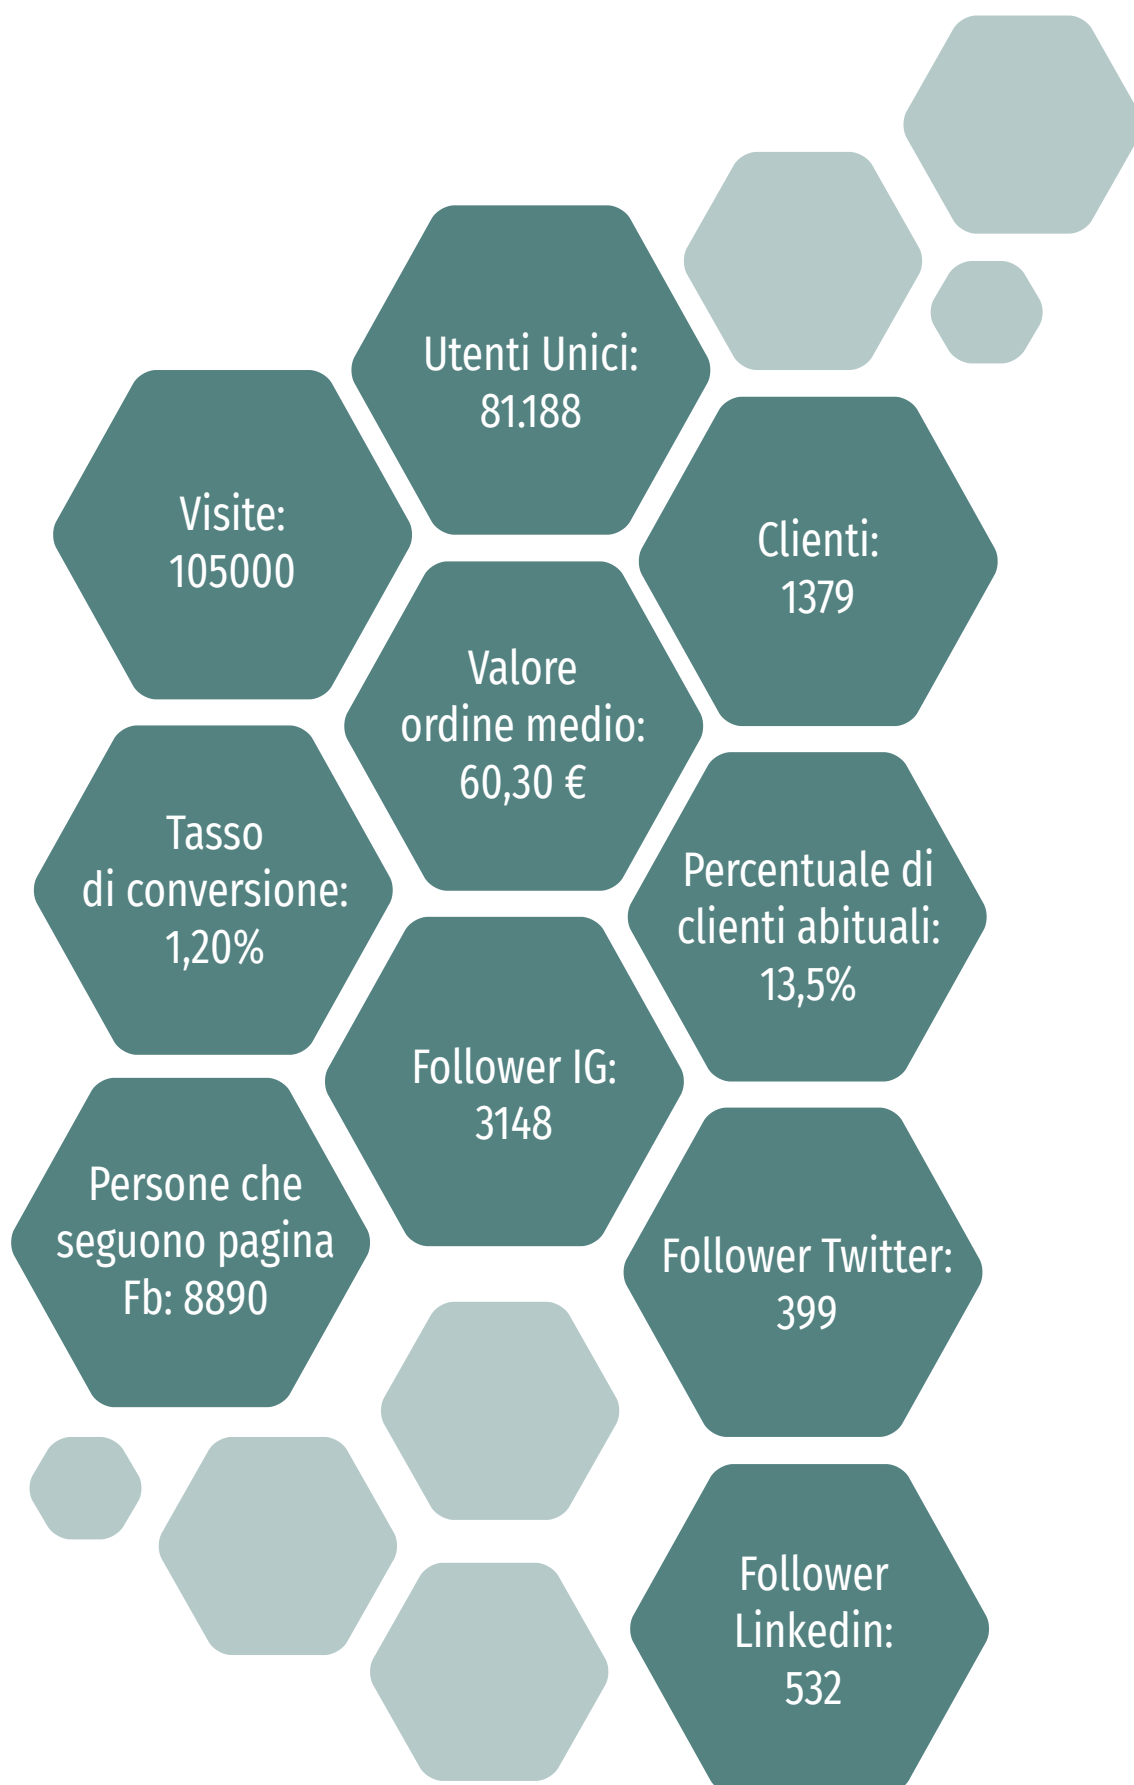 Utenti Unici:
81.188
Visite:
105000
Clienti:
1379
Valore
ordine medio:
60,30 €
Tasso
di conversione:
1,20%
Percentuale di
clienti abituali:
13,5%
Follower IG:
3148
Persone che
seguono pagina
Fb: 8890
Follower Twitter:
399
Follower
Linkedin:
532